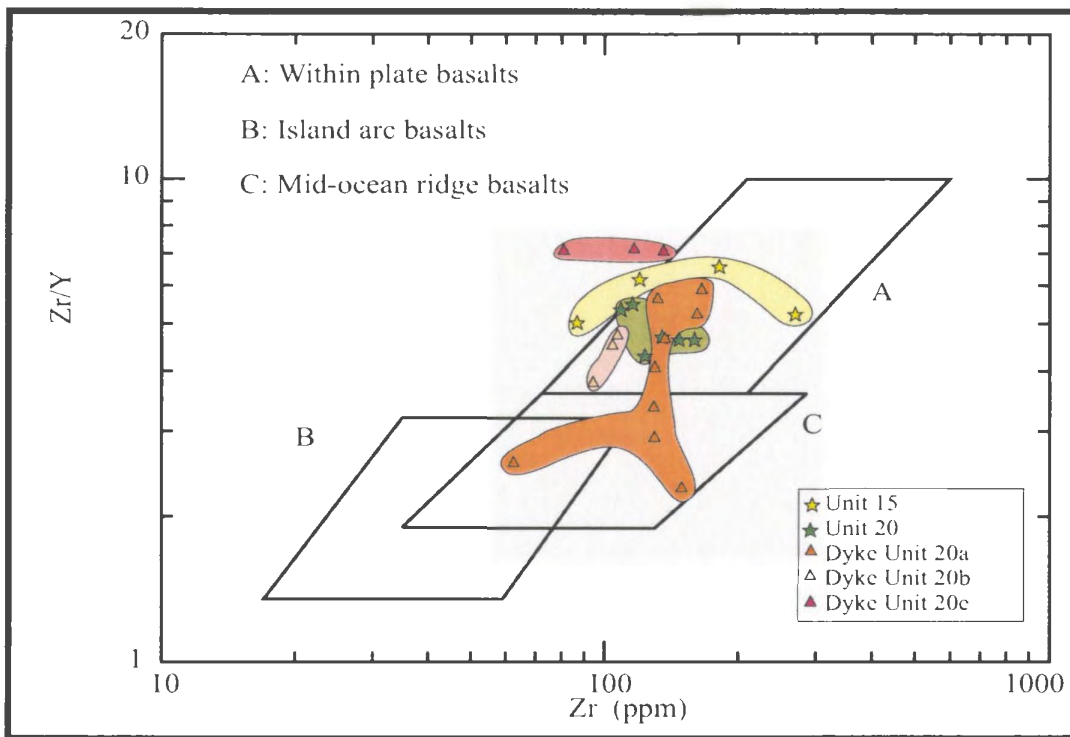 20
A: Within plate basalts
B: Island arc basalts
C: Mid-ocean ridge basalts
10
Zr/Y
A
B
C
Unit 15
Unit 20
Dyke Unit 20a
Dyke Unit 20b
Dyke Unit 20c
1
10
100
1000
Zr (ppm)